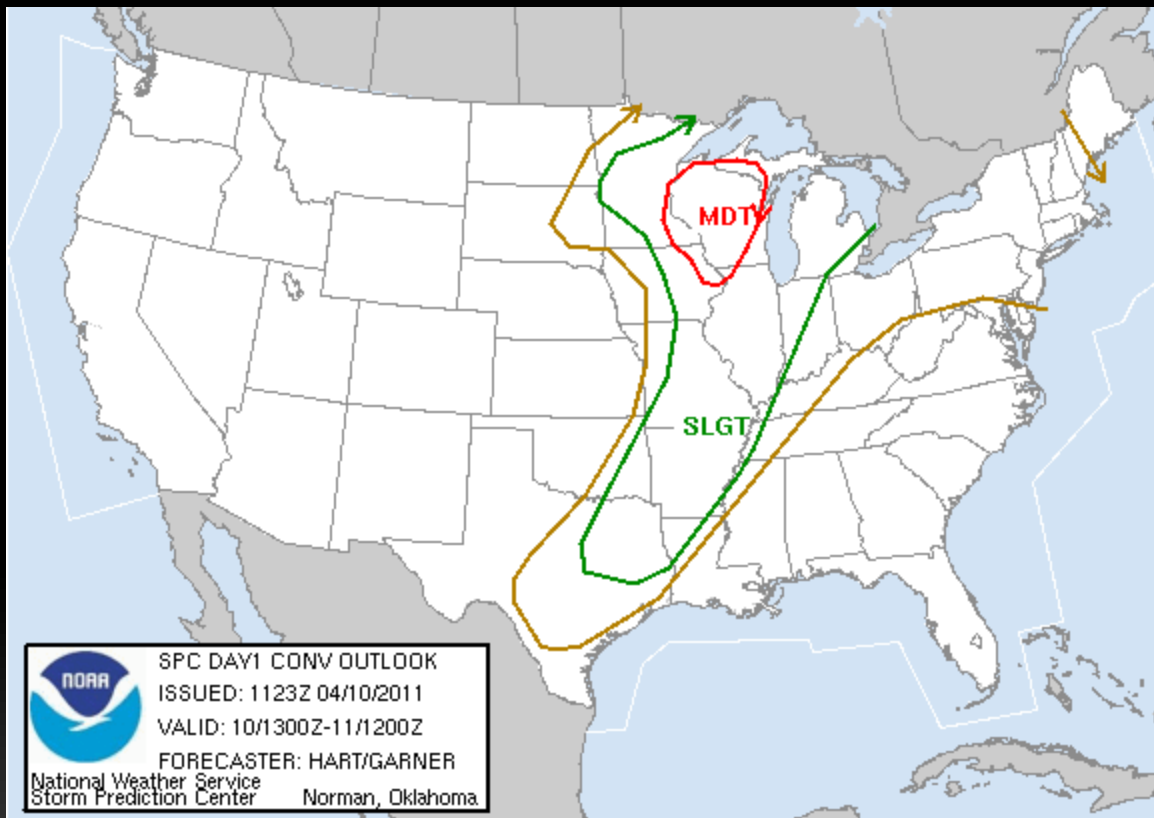 MDT
SLGT
NOAA
SPC DAY1 CONV OUTLOOK
ISSUED: 1123Z 04/10/2011
VALID: 10/1300Z-11/1200Z
FORECASTER: HART/GARNER
National Weather Service
Storm Prediction Center Norman, Oklahoma